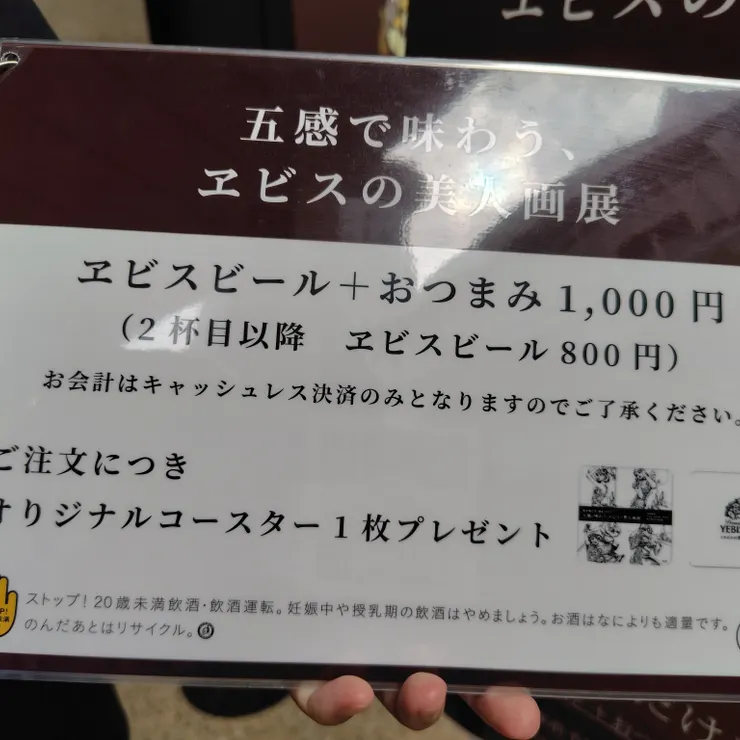 ヱビスの
五感で味わう、
ヱビスの美人画展
ヱビスビール＋おつまみ 1,000 円
（2 杯目以降　ヱビスビール 800 円）
お会計はキャッシュレス決済のみとなりますのでご了承ください。
ご注文につき
オリジナルコースター 1 枚プレゼント
ストップ！20歳未満飲酒・飲酒運転。妊娠中や授乳期の飲酒はやめましょう。お酒はなによりも適量です。
のんだあとはリサイクル。